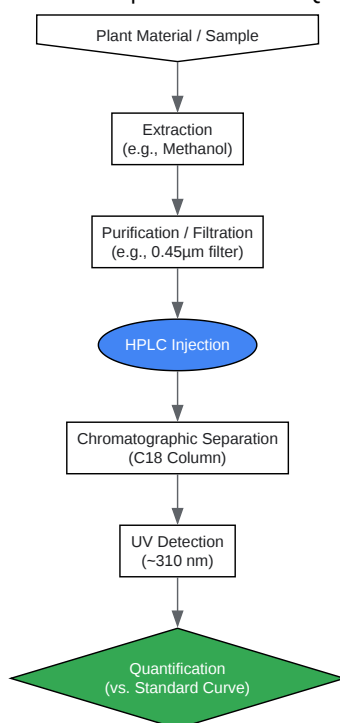 Plant Material / Sample
Extraction
(e.g., Methanol)
Purification / Filtration
(e.g., 0.45µm filter)
HPLC Injection
Chromatographic Separation
(C18 Column)
UV Detection
(~310 nm)
Quantification
(vs. Standard Curve)